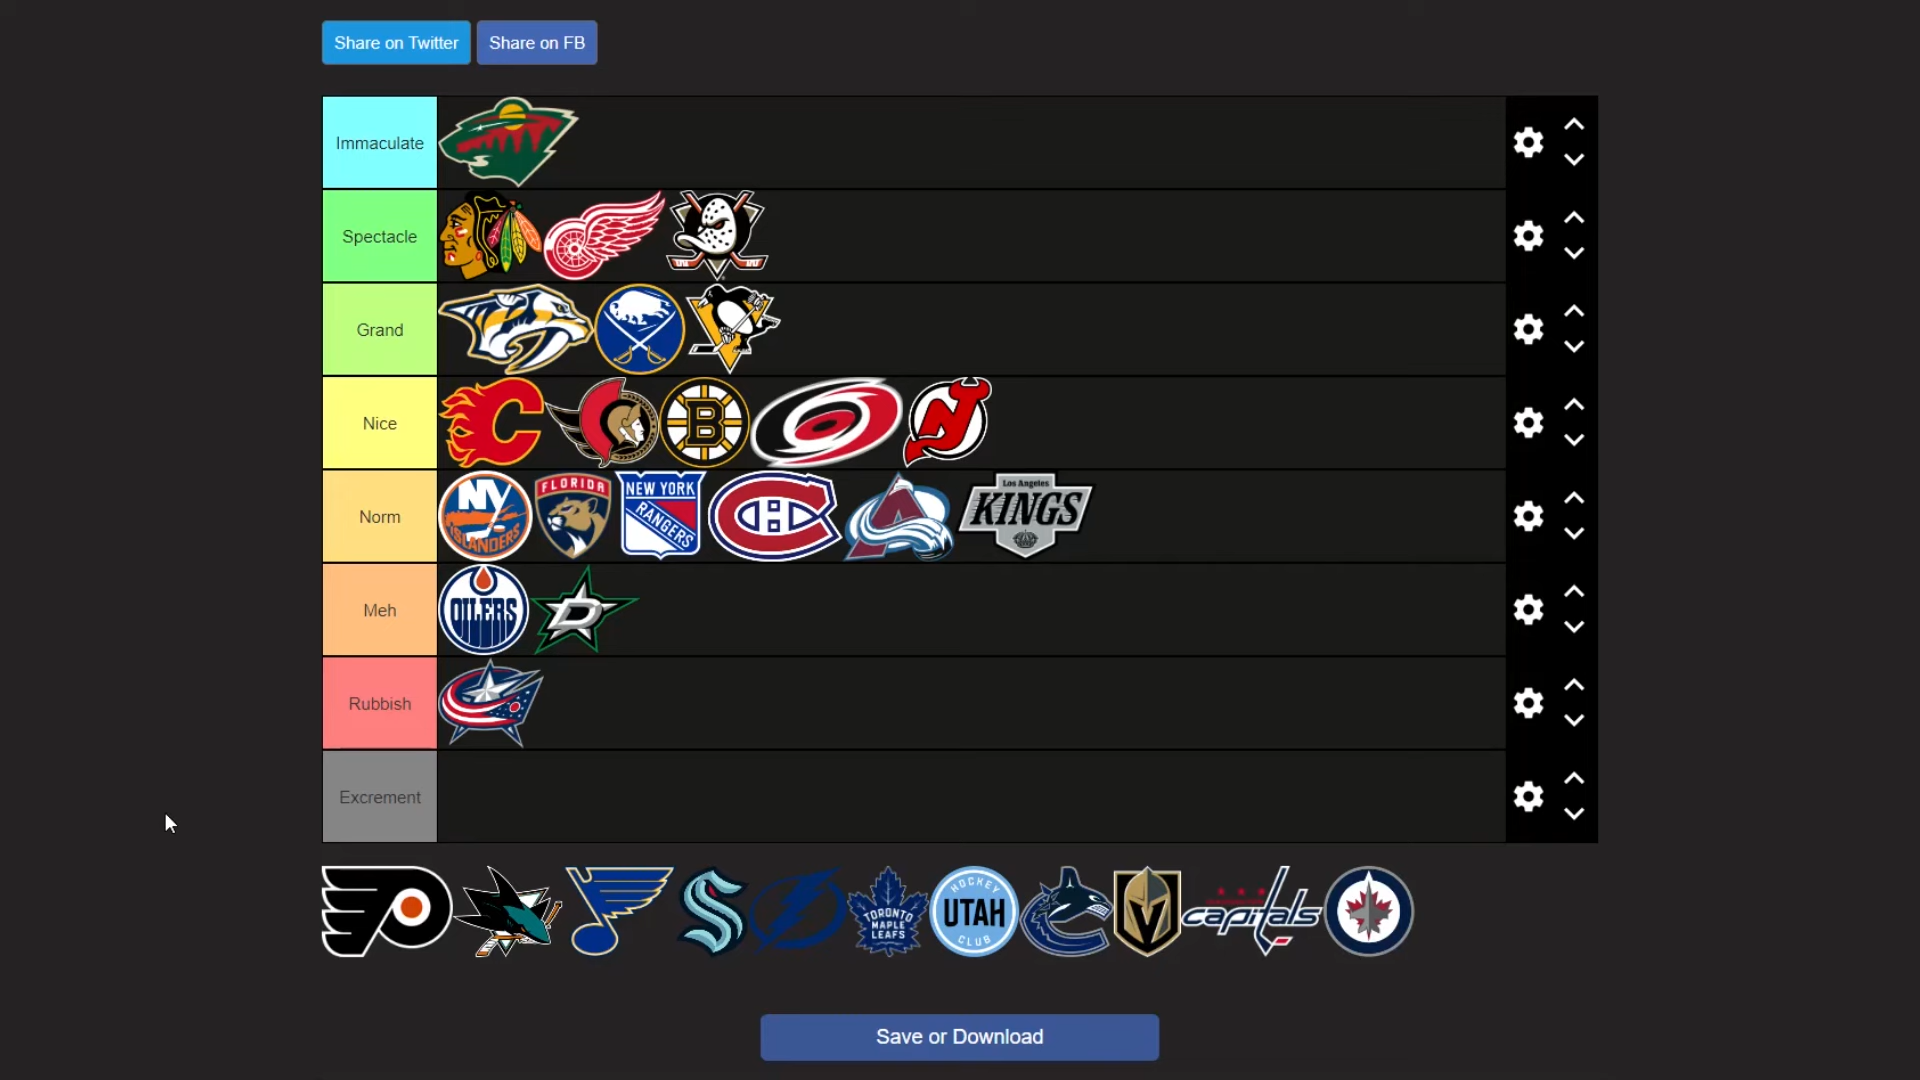 Share on Twitter
Share on FB
Immaculate
Spectacle
Grand
Nice
B
Norm
NY
ISLANDERS
FLORIDA
NEW YORK
RANGERS
Los Angeles
KINGS
Meh
OILERS
D
Rubbish
Excrement
TORONTO
MAPLE
LEAFS
HOCKEY
UTAH
CLUB
capitals
Save or Download